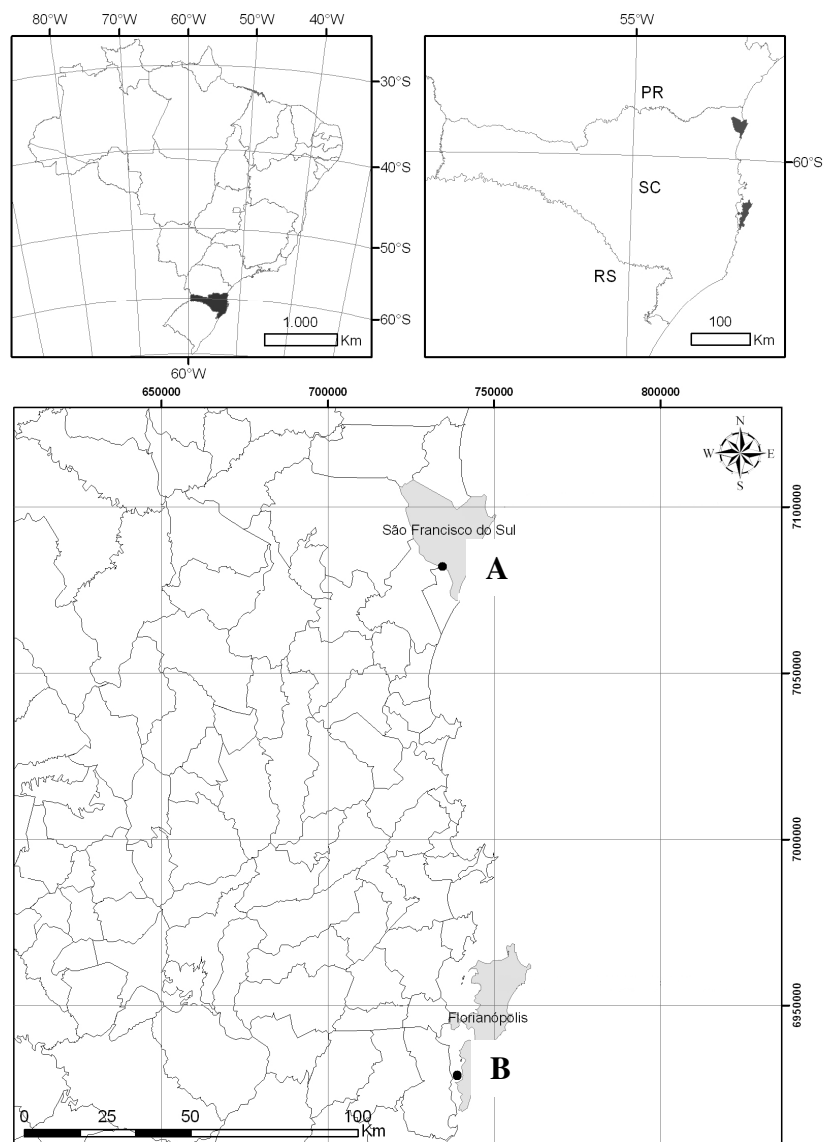 80°W 70°W 60°W 50°W 40°W
30°S
40°S
50°S
60°S
1.000
Km
60°W
55°W
PR
60°S
SC
RS
100
Km
650000 700000 750000 800000
N
W E
S
7100000
São Francisco do Sul
A
7050000
7000000
6950000
Florianópolis
B
0 25 50 100
Km